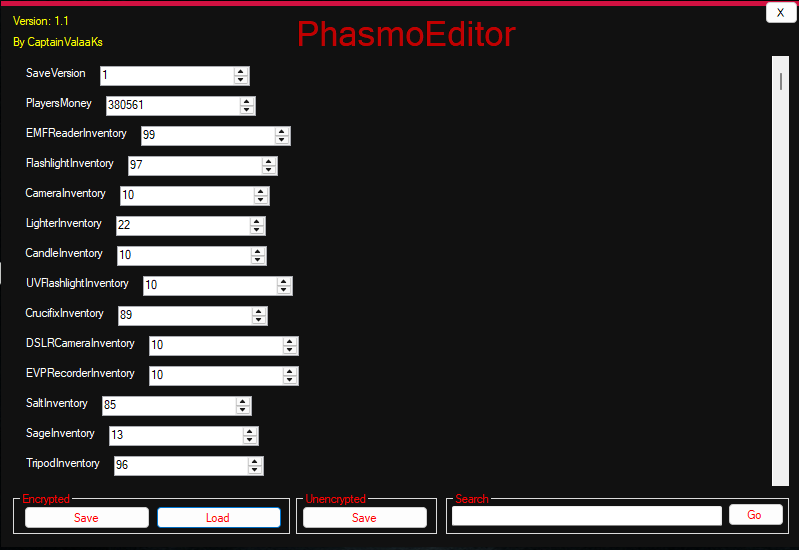 Version: 1.1
X
PhasmoEditor
By CaptainValaaKs
SaveVersion 1
PlayersMoney 380561
EMFReaderInventory 99
FlashlightInventory 97
CameraInventory 10
LighterInventory 22
CandleInventory 10
UVFlashlightInventory 10
CrucifixInventory 89
DSLRCameraInventory 10
EVPRecorderInventory 10
SaltInventory 85
SageInventory 13
TripodInventory 96
Encrypted
Save Load
Unencrypted
Save
Search
Go